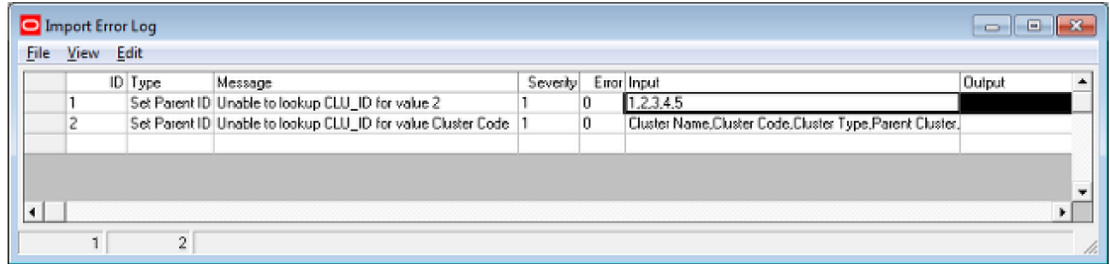 Import Error Log
File View Edit
ID Type Message Severity Error Input Output
1 Set Parent ID Unable to lookup CLU_ID for value 2 1 0 1,2,3,4,5
2 Set Parent ID Unable to lookup CLU_ID for value Cluster Code 1 0 Cluster Name,Cluster Code,Cluster Type,Parent Cluster,
1 2